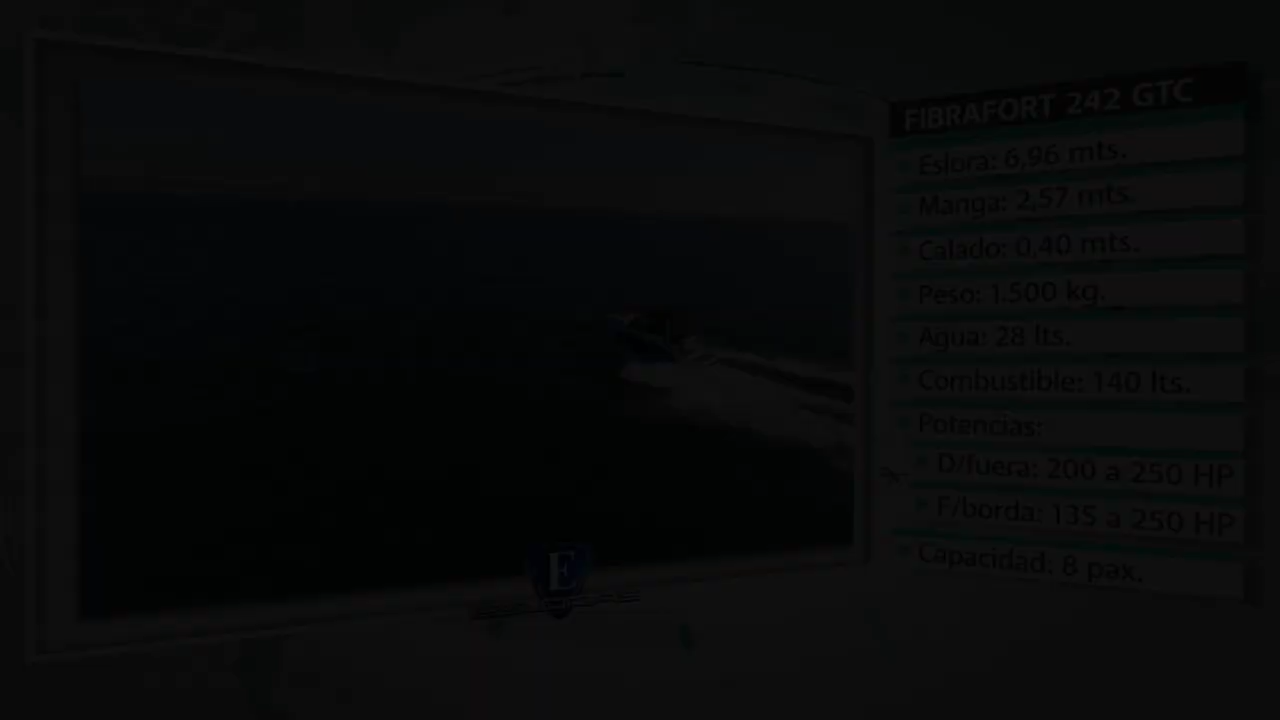 FIBRAFORT 242 GTC
Eslora: 6,96 mts.
Manga: 2,57 mts.
Calado: 0,40 mts.
Peso: 1.500 kg.
Agua: 28 lts.
Combustible: 140 lts.
Potencias:
D/fuera: 200 a 250 HP
F/borda: 135 a 250 HP
Capacidad. 8 pax.
E